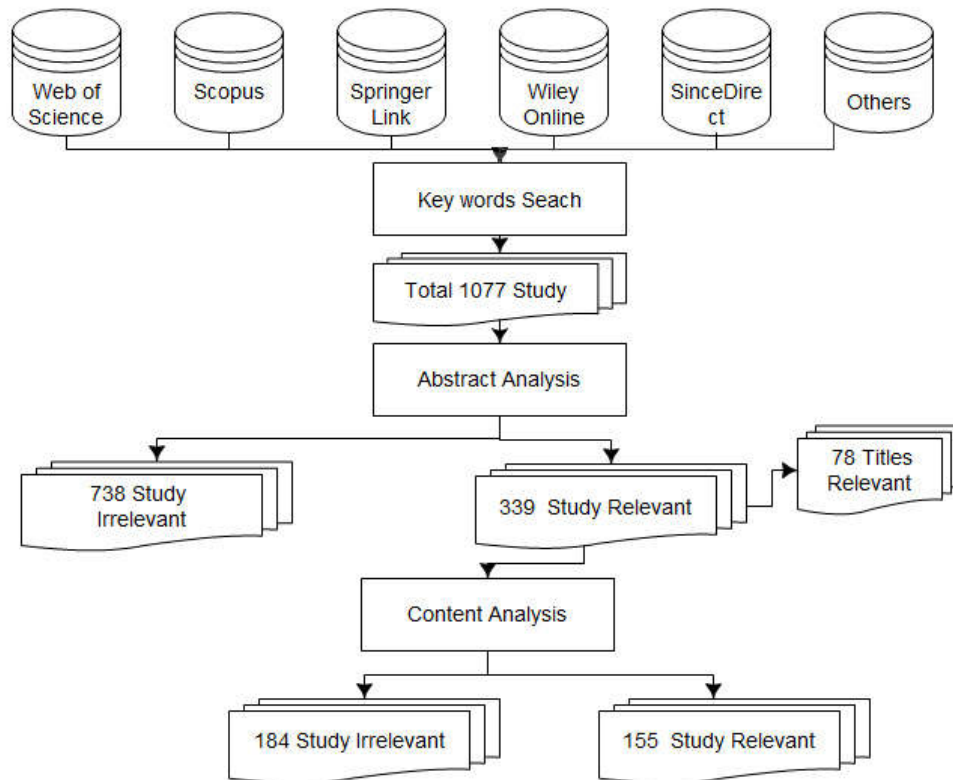 Web of
Science
Scopus
Springer
Link
Wiley
Online
SinceDire
ct
Others
Key words Seach
Total 1077 Study
Abstract Analysis
738 Study
Irrelevant
339 Study Relevant
78 Titles
Relevant
Content Analysis
184 Study Irrelevant
155 Study Relevant